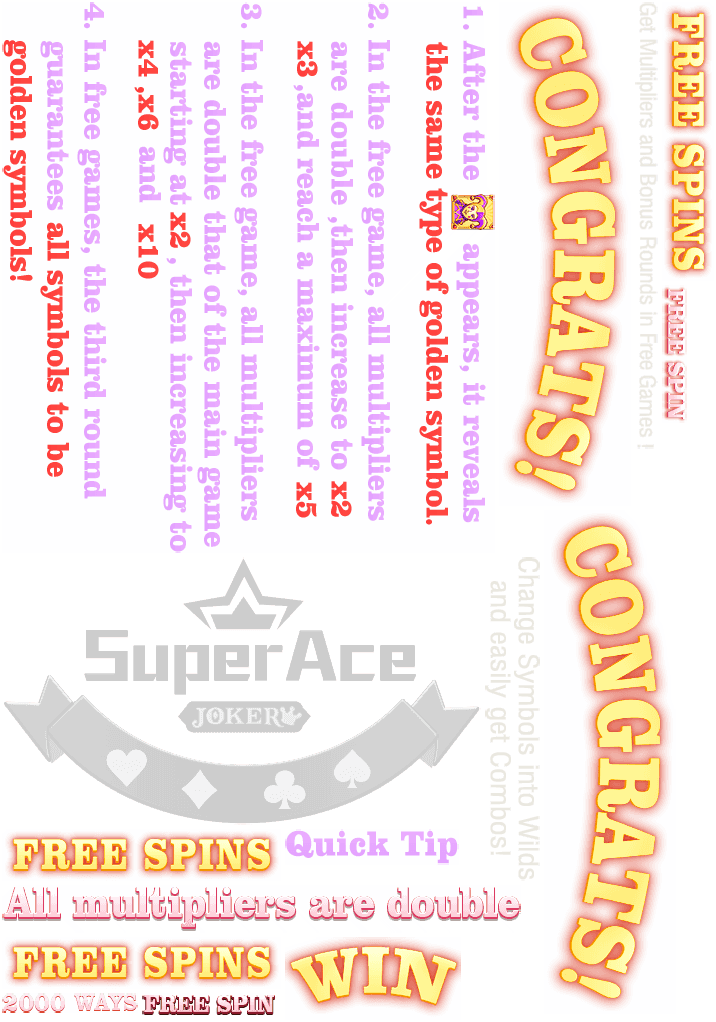 1. After the appears, it reveals
the same type of golden symbol.
2. In the free game, all multipliers
are double ,then increase to x2
x3 ,and reach a maximum of x5
3. In the free game, all multipliers
are double that of the main game
starting at x2 , then increasing to
x4 ,x6 and x10
4. In free games, the third round
guarantees all symbols to be
golden symbols!
CONGRATS!
Get Multipliers and Bonus Rounds in Free Games !
FREE SPINS
FREE SPIN
SuperAce
JOKER
Change Symbols into Wilds
and easily get Combos!
CONGRATS!
FREE SPINS
Quick Tip
All multipliers are double
FREE SPINS
WIN
2000 WAYS
FREE SPIN